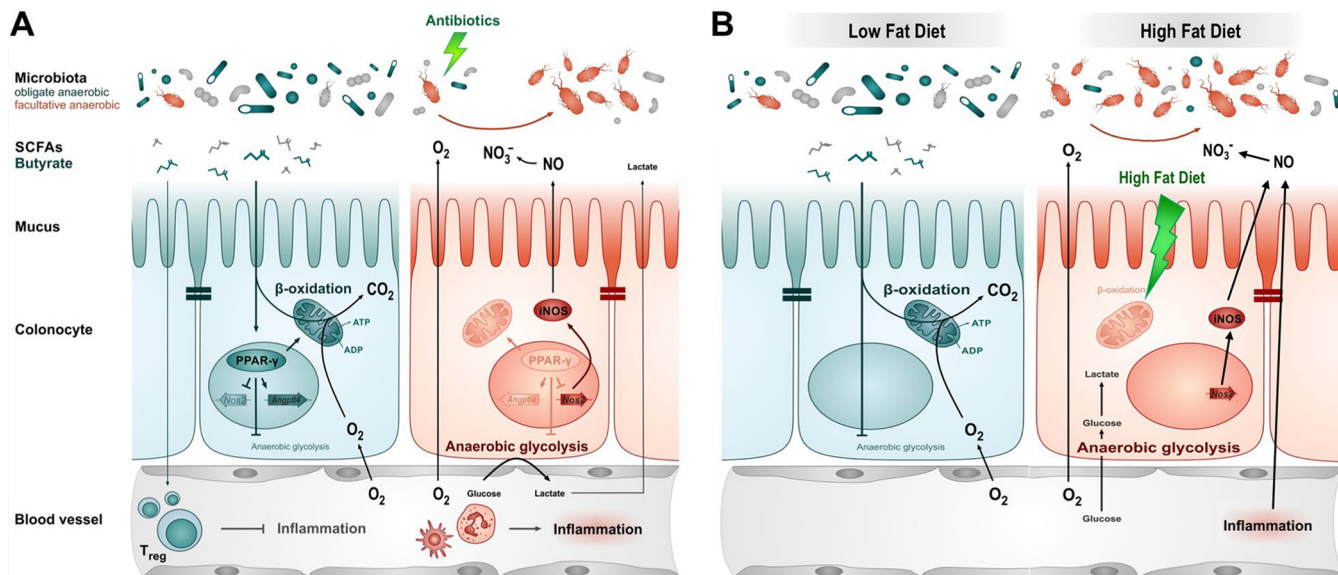 A
Antibiotics
Microbiota
obligate anaerobic
facultative anaerobic
SCFAs
Butyrate
O2
NO3−
NO
Lactate
Mucus
Colonocyte
β-oxidation
CO2
ATP
ADP
PPAR-γ
Nos2
Angptl4
Anaerobic glycolysis
O2
iNOS
PPAR-γ
Angptl4
Nos2
Anaerobic glycolysis
Blood vessel
O2
O2
Glucose
Lactate
Treg
Inflammation
Inflammation
B
Low Fat Diet
High Fat Diet
O2
NO3−
NO
High Fat Diet
β-oxidation
CO2
ATP
ADP
Anaerobic glycolysis
O2
β-oxidation
iNOS
Lactate
Nos2
Glucose
Anaerobic glycolysis
O2
O2
Glucose
Inflammation